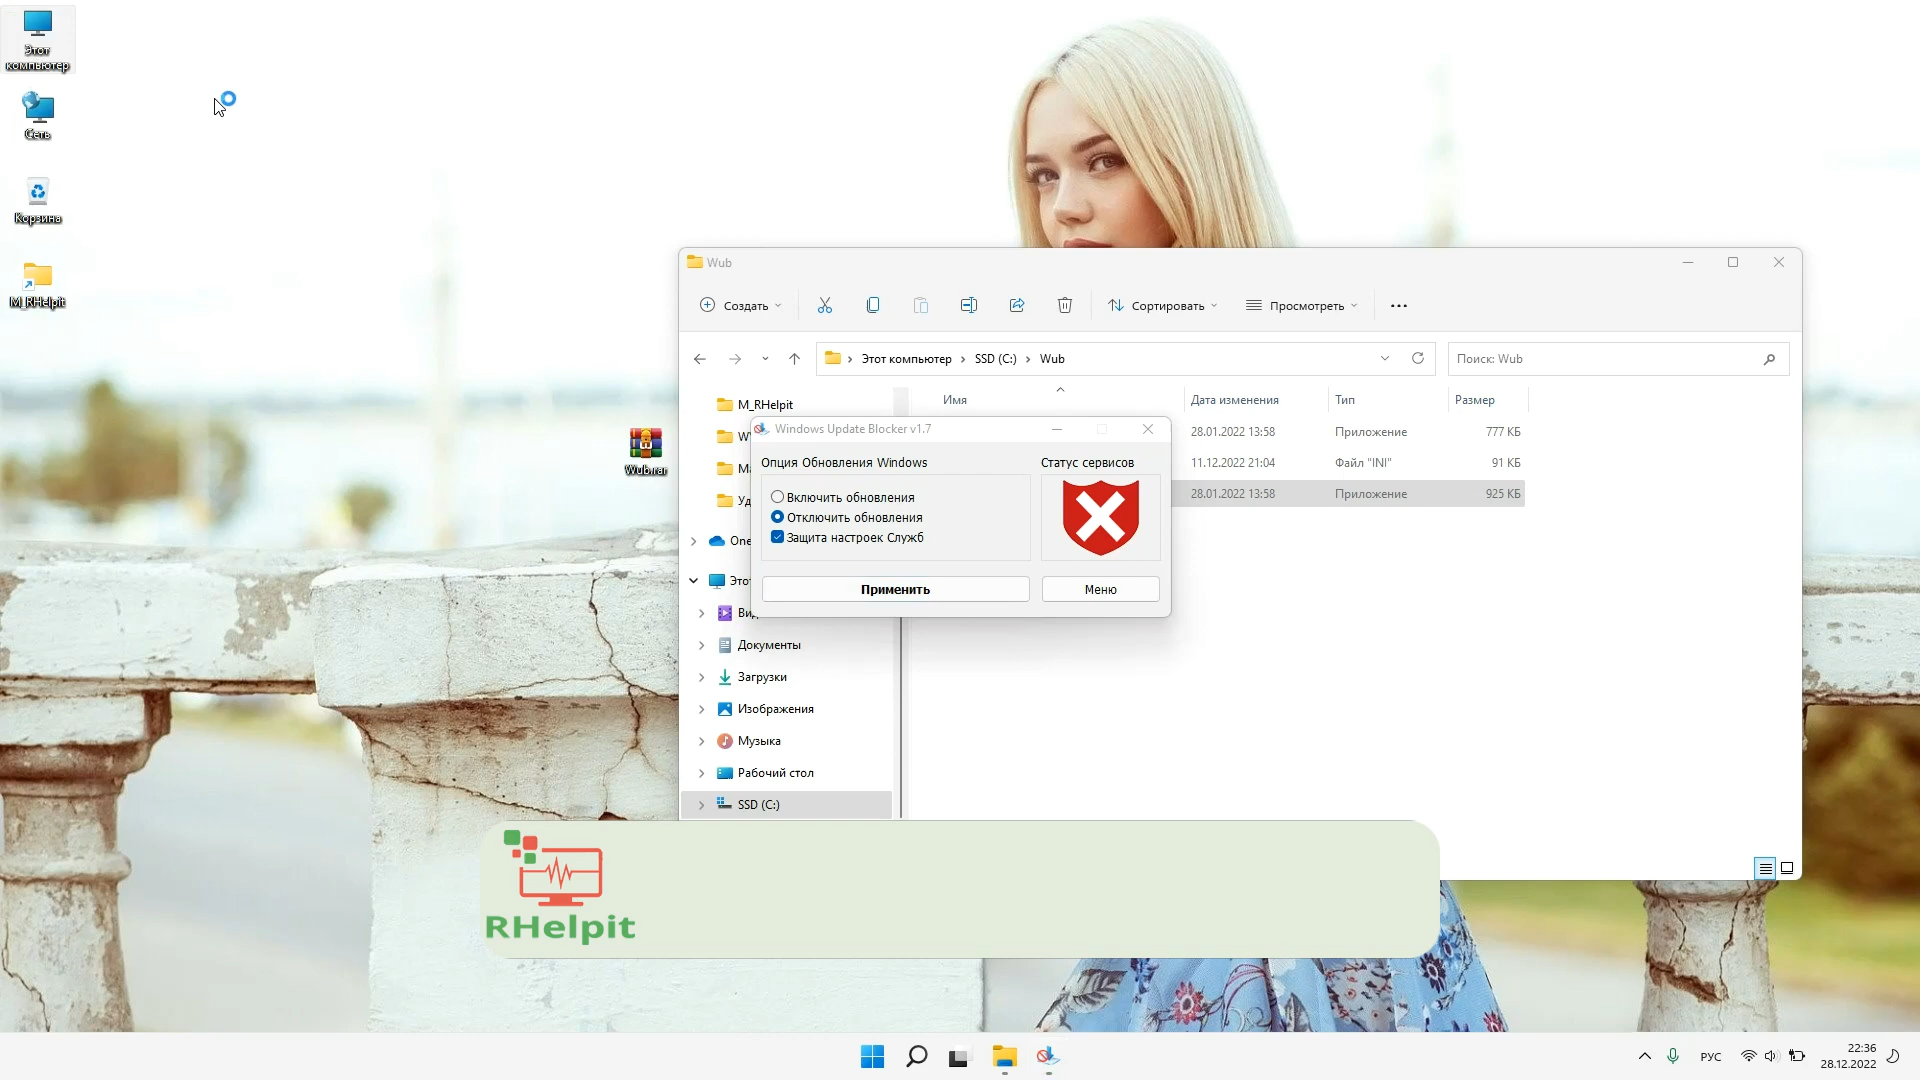 Этот
компьютер
Сеть
Корзина
M_RHelpit
Wub.rar
Wub
Создать
Сортировать
Просмотреть
Этот компьютер
SSD (C:)
Wub
Поиск: Wub
Имя
Дата изменения
Тип
Размер
M_RHelpit
28.01.2022 13:58
Приложение
777 КБ
11.12.2022 21:04
Файл "INI"
91 КБ
28.01.2022 13:58
Приложение
925 КБ
Windows Update Blocker v1.7
Опция Обновления Windows
Статус сервисов
Включить обновления
Отключить обновления
Защита настроек Служб
Применить
Меню
Документы
Загрузки
Изображения
Музыка
Рабочий стол
SSD (C:)
RHelpit
РУС
22:36
28.12.2022